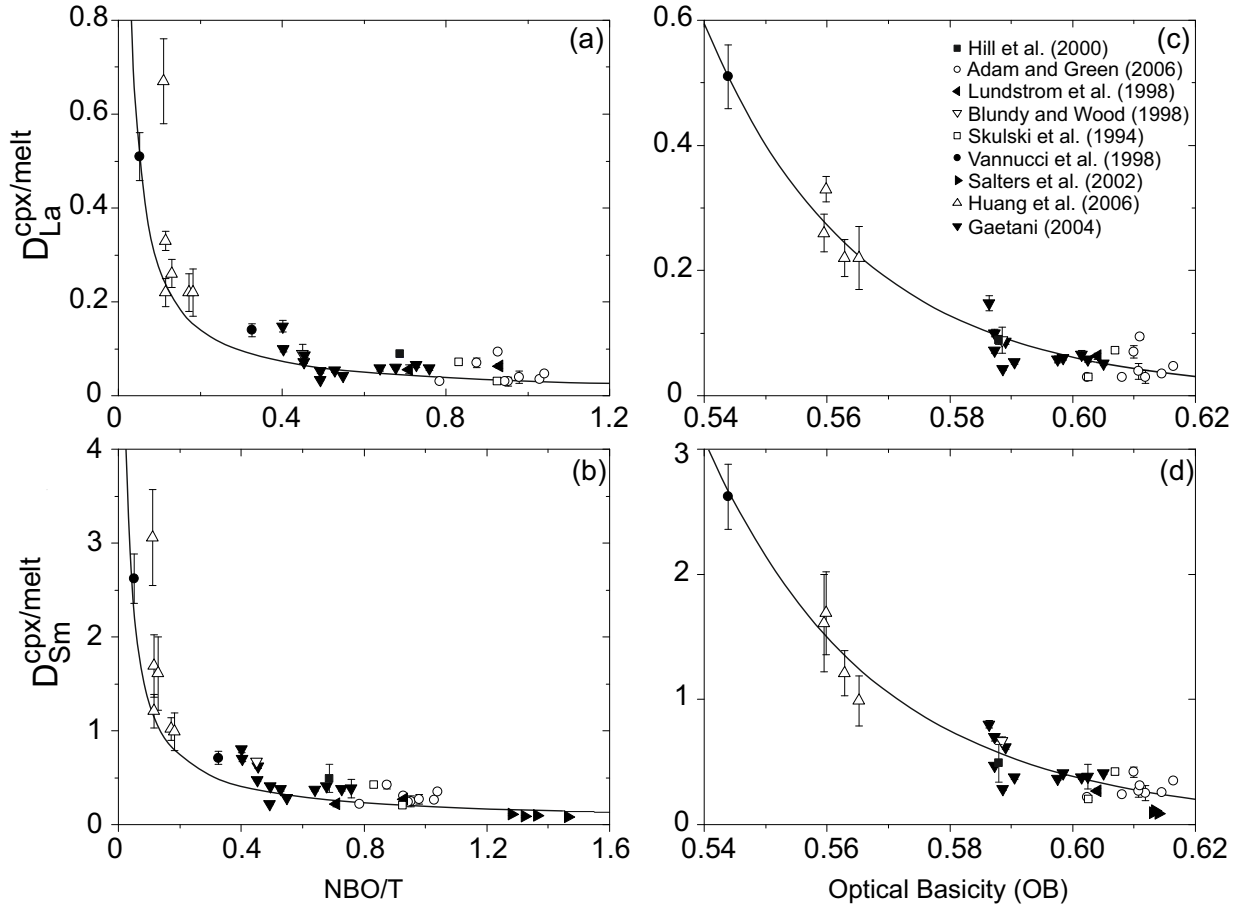 (a)
0.8
0.6
0.4
0.2
0
D La cpx/melt
0 0.4 0.8 1.2
(c)
Hill et al. (2000)
Adam and Green (2006)
Lundstrom et al. (1998)
Blundy and Wood (1998)
Skulski et al. (1994)
Vannucci et al. (1998)
Salters et al. (2002)
Huang et al. (2006)
Gaetani (2004)
0.6
0.4
0.2
0
0.54 0.56 0.58 0.60 0.62
(b)
4
3
2
1
0
D Sm cpx/melt
0 0.4 0.8 1.2 1.6
NBO/T
(d)
3
2
1
0
0.54 0.56 0.58 0.60 0.62
Optical Basicity (OB)